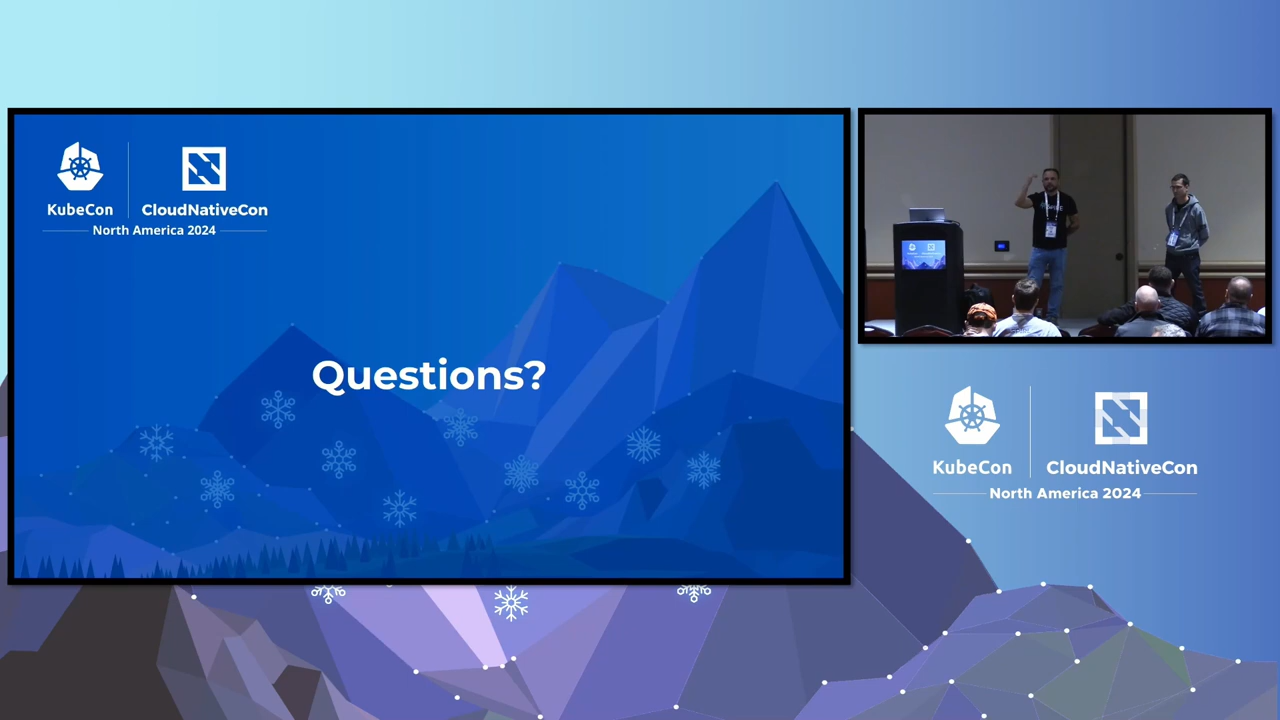 KubeCon
CloudNativeCon
North America 2024
Questions?
KubeCon
CloudNativeCon
North America 2024